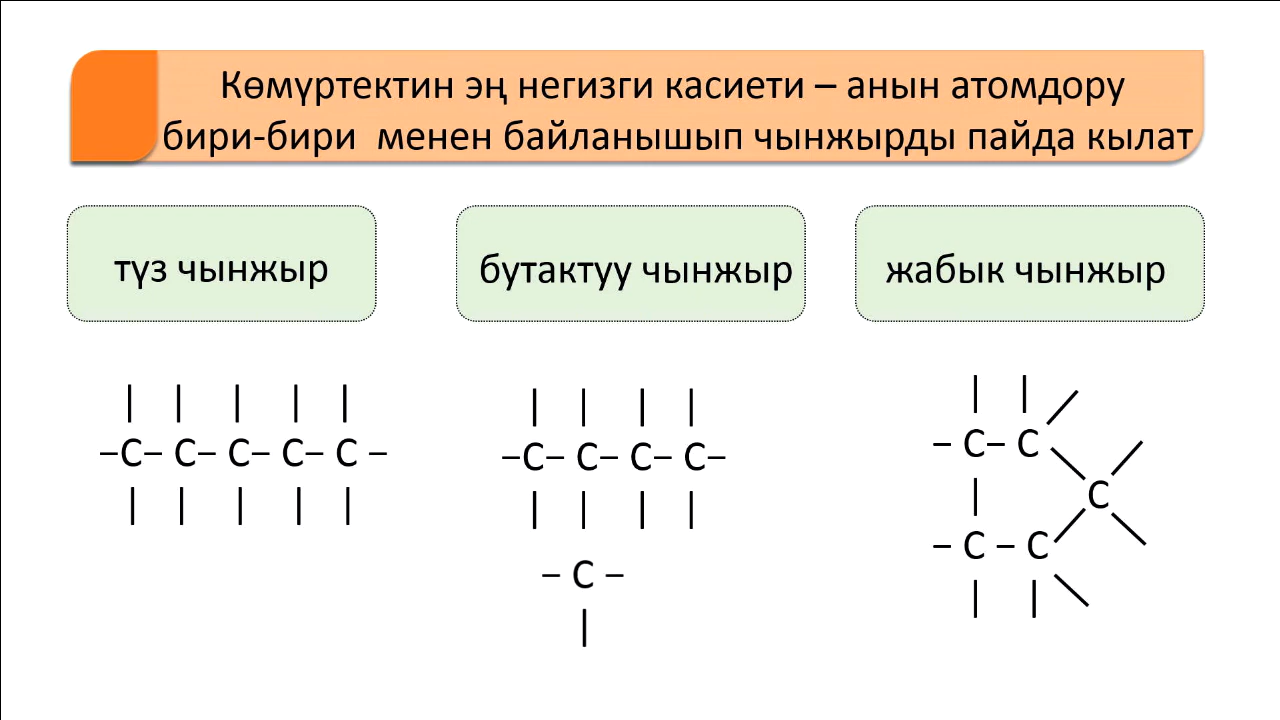 Көмүртектин эң негизги касиети – анын атомдору
бири-бири менен байланышып чынжырды пайда кылат
түз чынжыр
бутактуу чынжыр
жабык чынжыр
| | | | |
–C– C– C– C– C –
| | | | |
| | | |
–C– C– C– C–
| | | |
– C –
|
| | /
– C– C
\ /
| C
/ \
– C – C
| | \